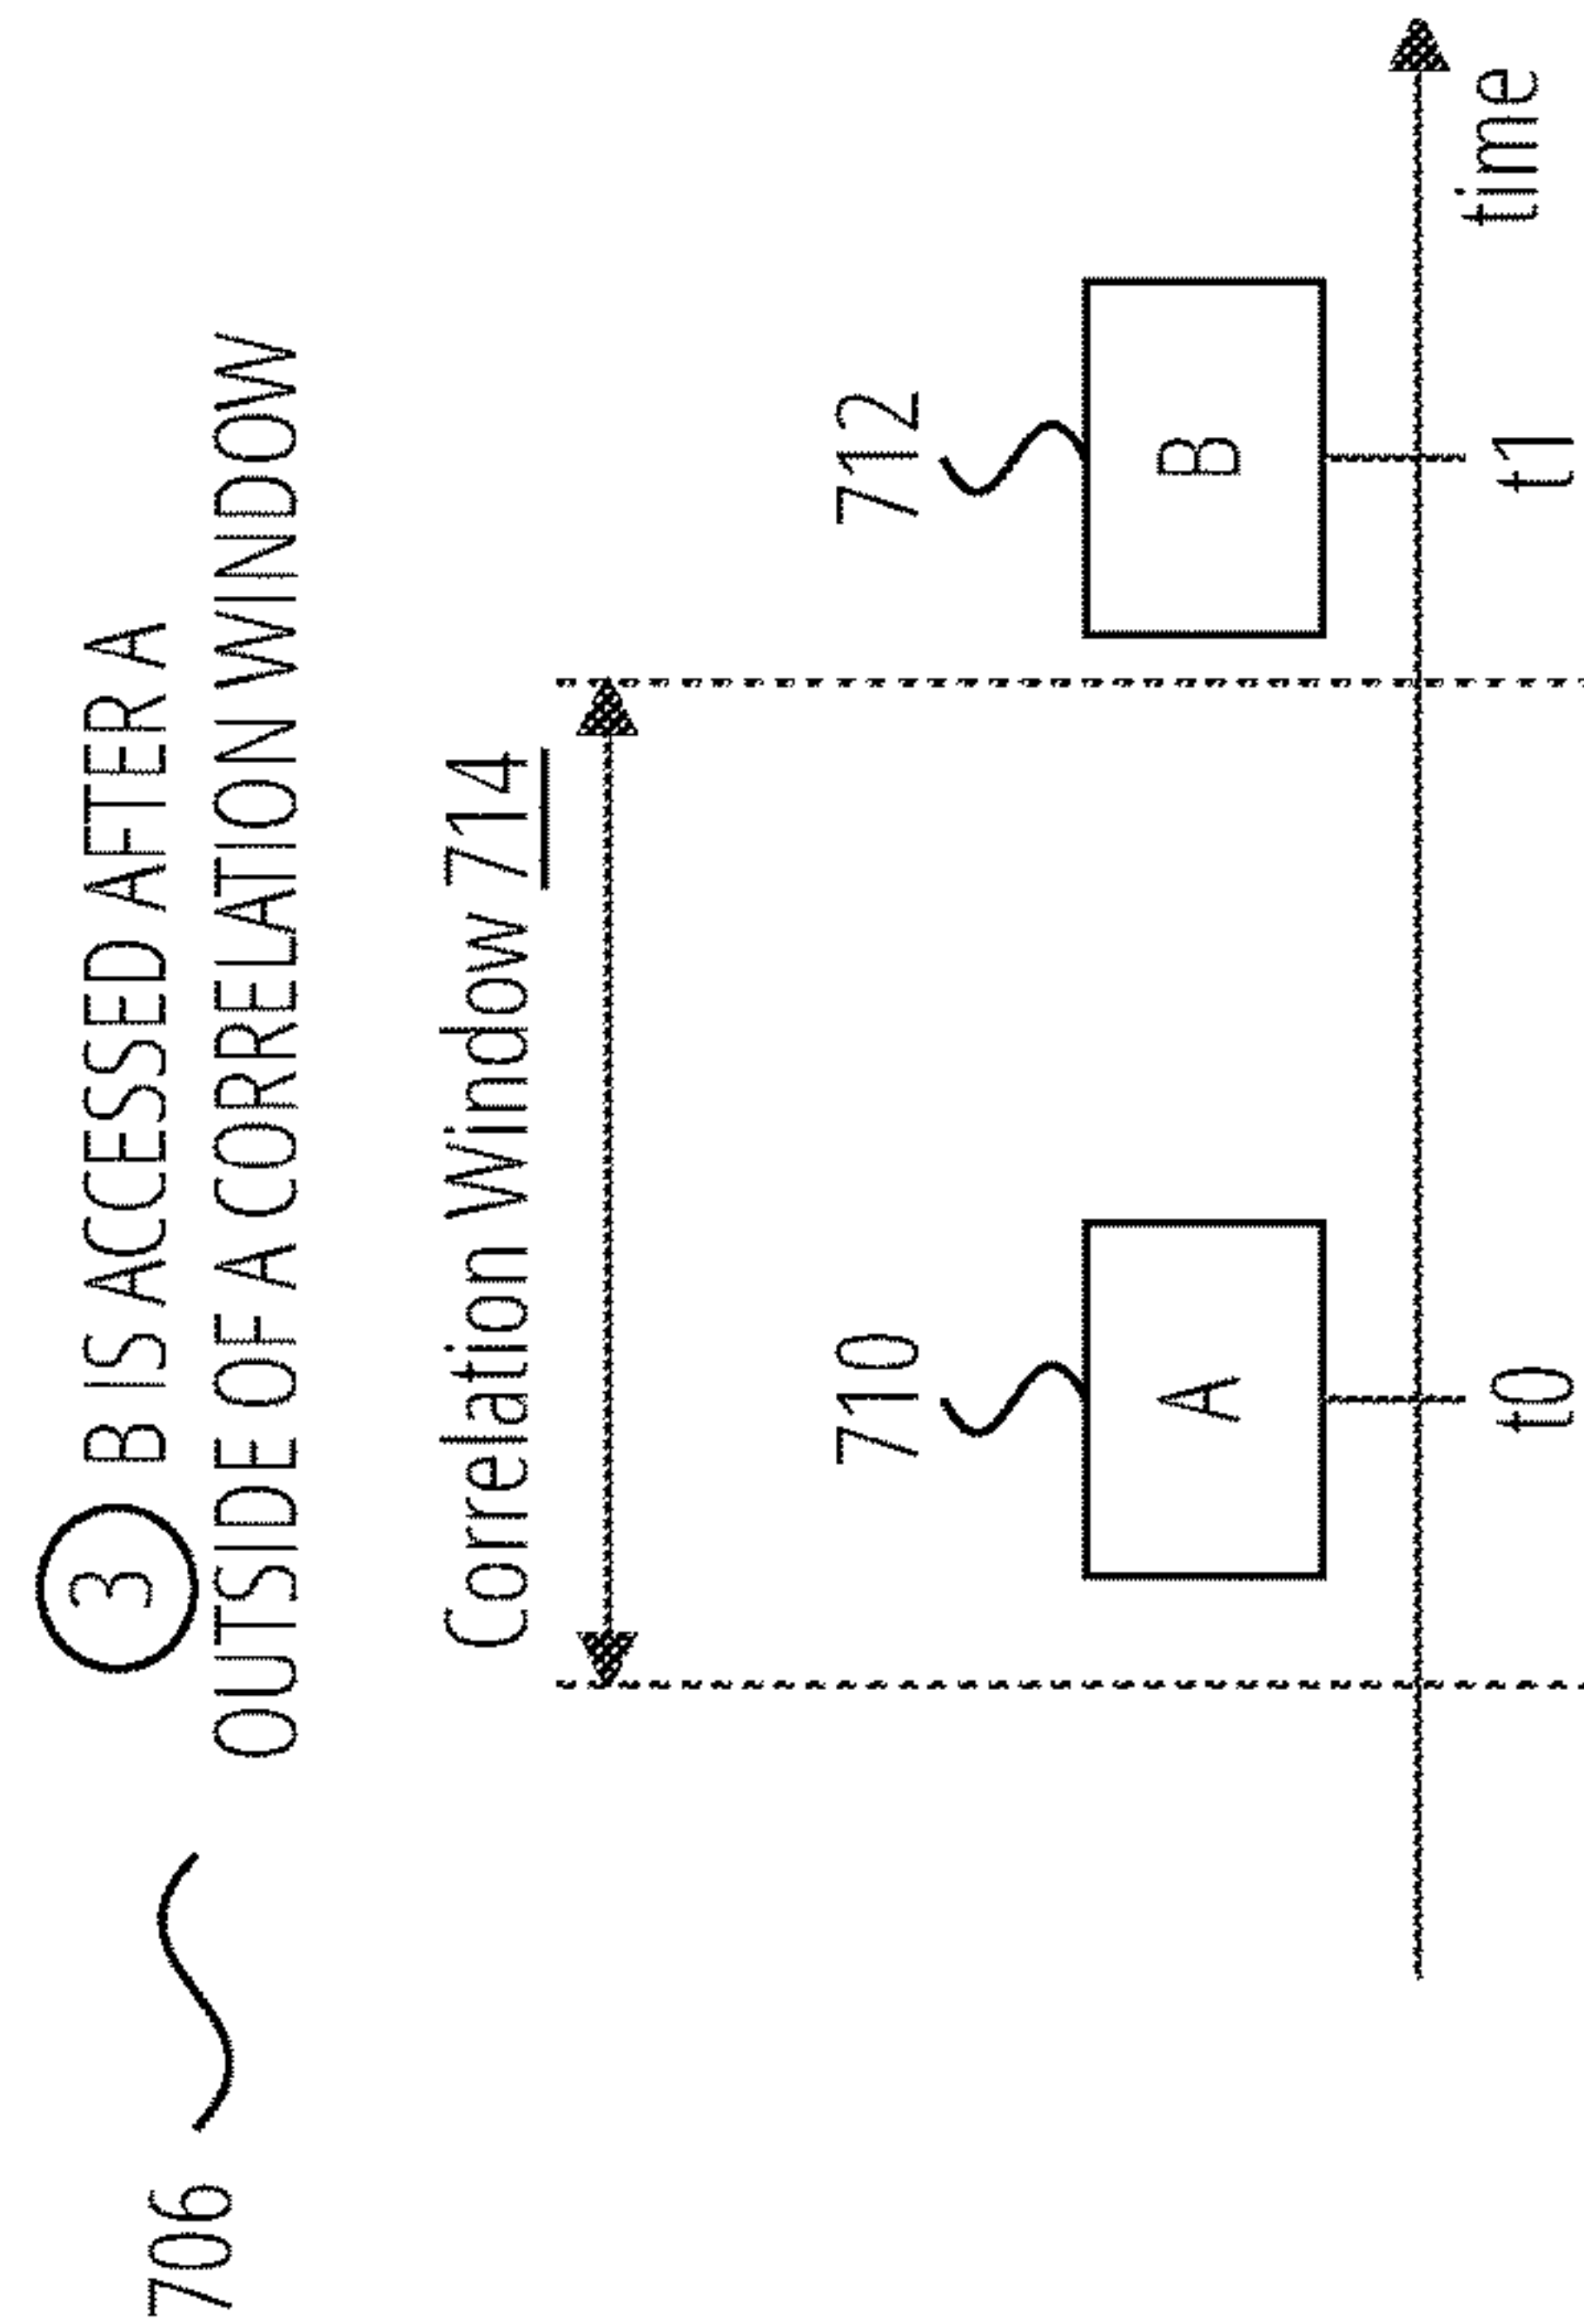 706
3 B IS ACCESSED AFTER A
OUTSIDE OF A CORRELATION WINDOW
Correlation Window 714
710
712
A
B
t0
t1
time